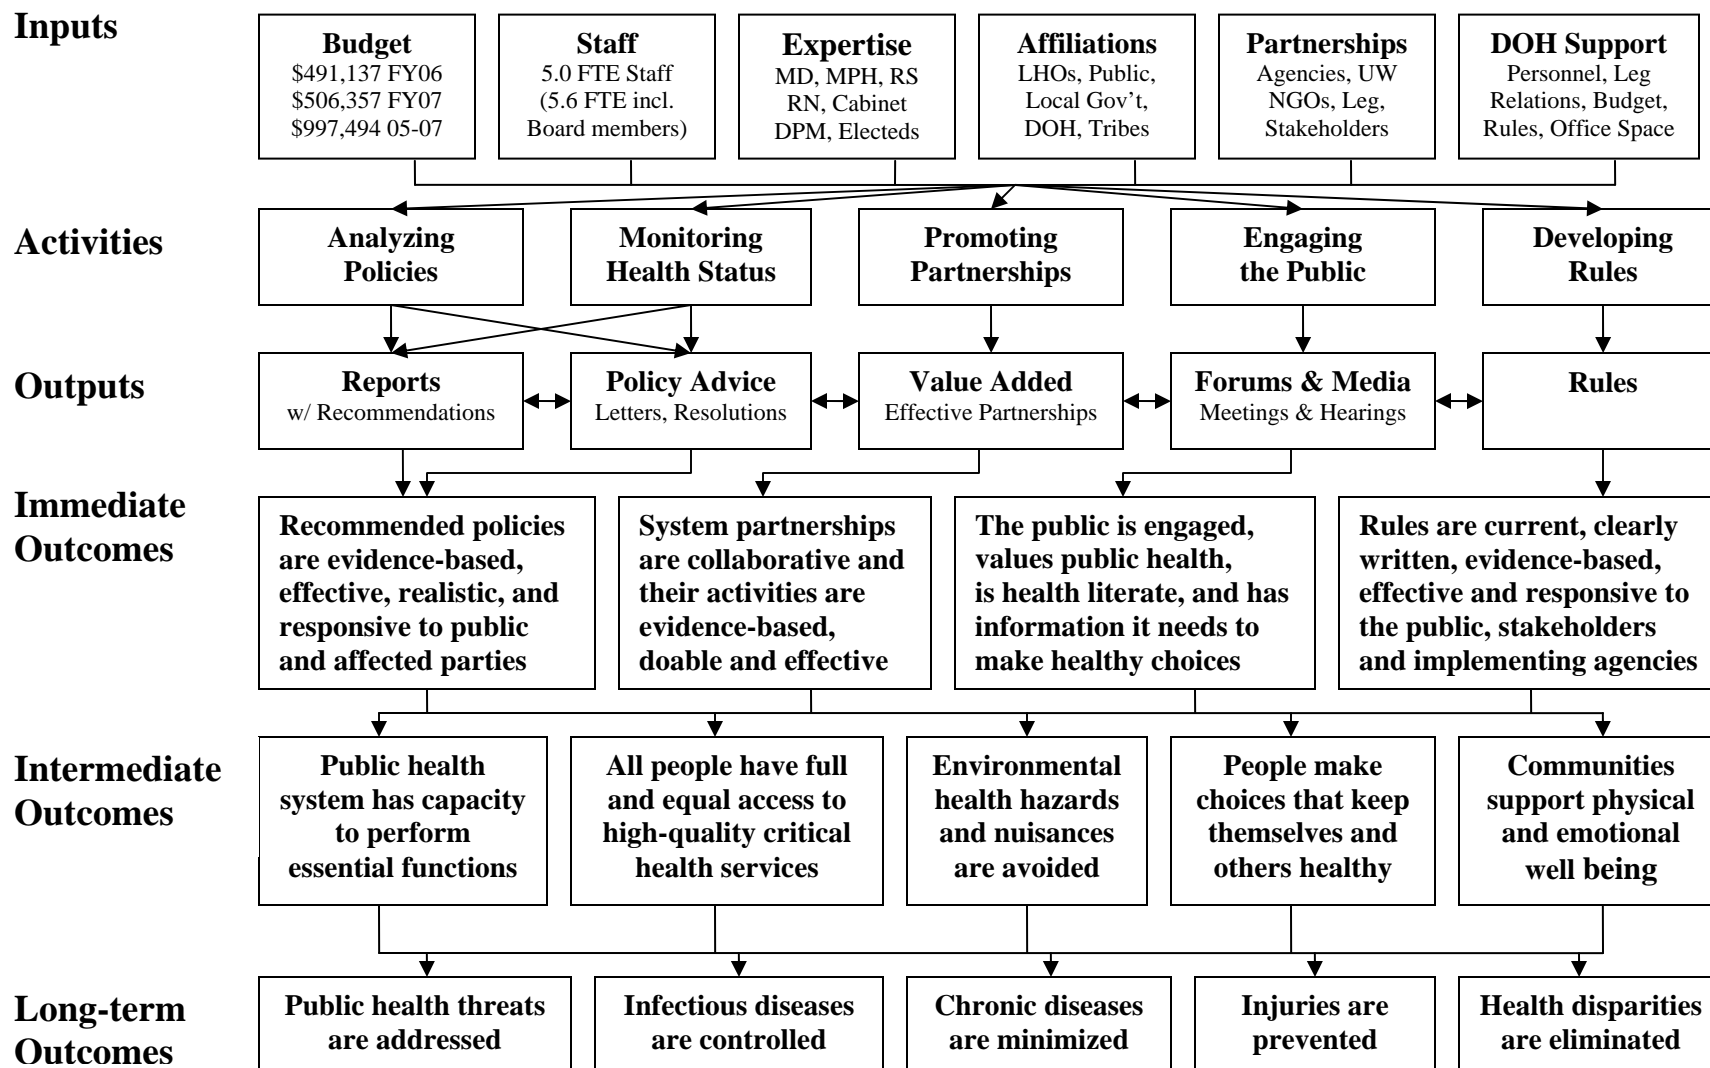 Inputs
Budget
$491,137 FY06
$506,357 FY07
$997,494 05-07
Staff
5.0 FTE Staff
(5.6 FTE incl.
Board members)
Expertise
MD, MPH, RS
RN, Cabinet
DPM, Electeds
Affiliations
LHOs, Public,
Local Gov’t,
DOH, Tribes
Partnerships
Agencies, UW
NGOs, Leg,
Stakeholders
DOH Support
Personnel, Leg
Relations, Budget,
Rules, Office Space
Activities
Analyzing
Policies
Monitoring
Health Status
Promoting
Partnerships
Engaging
the Public
Developing
Rules
Outputs
Reports
w/ Recommendations
Policy Advice
Letters, Resolutions
Value Added
Effective Partnerships
Forums & Media
Meetings & Hearings
Rules
Immediate
Outcomes
Recommended policies
are evidence-based,
effective, realistic, and
responsive to public
and affected parties
System partnerships
are collaborative and
their activities are
evidence-based,
doable and effective
The public is engaged,
values public health,
is health literate, and has
information it needs to
make healthy choices
Rules are current, clearly
written, evidence-based,
effective and responsive to
the public, stakeholders
and implementing agencies
Intermediate
Outcomes
Public health
system has capacity
to perform
essential functions
All people have full
and equal access to
high-quality critical
health services
Environmental
health hazards
and nuisances
are avoided
People make
choices that keep
themselves and
others healthy
Communities
support physical
and emotional
well being
Long-term
Outcomes
Public health threats
are addressed
Infectious diseases
are controlled
Chronic diseases
are minimized
Injuries are
prevented
Health disparities
are eliminated